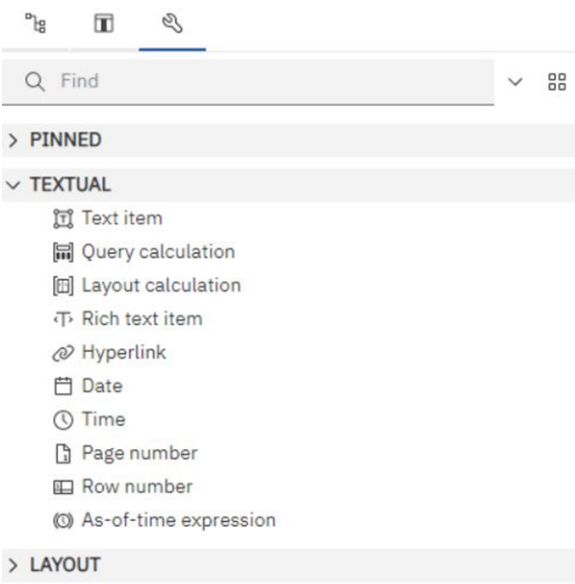 Find
PINNED
TEXTUAL
Text item
Query calculation
Layout calculation
Rich text item
Hyperlink
Date
Time
Page number
Row number
As-of-time expression
LAYOUT